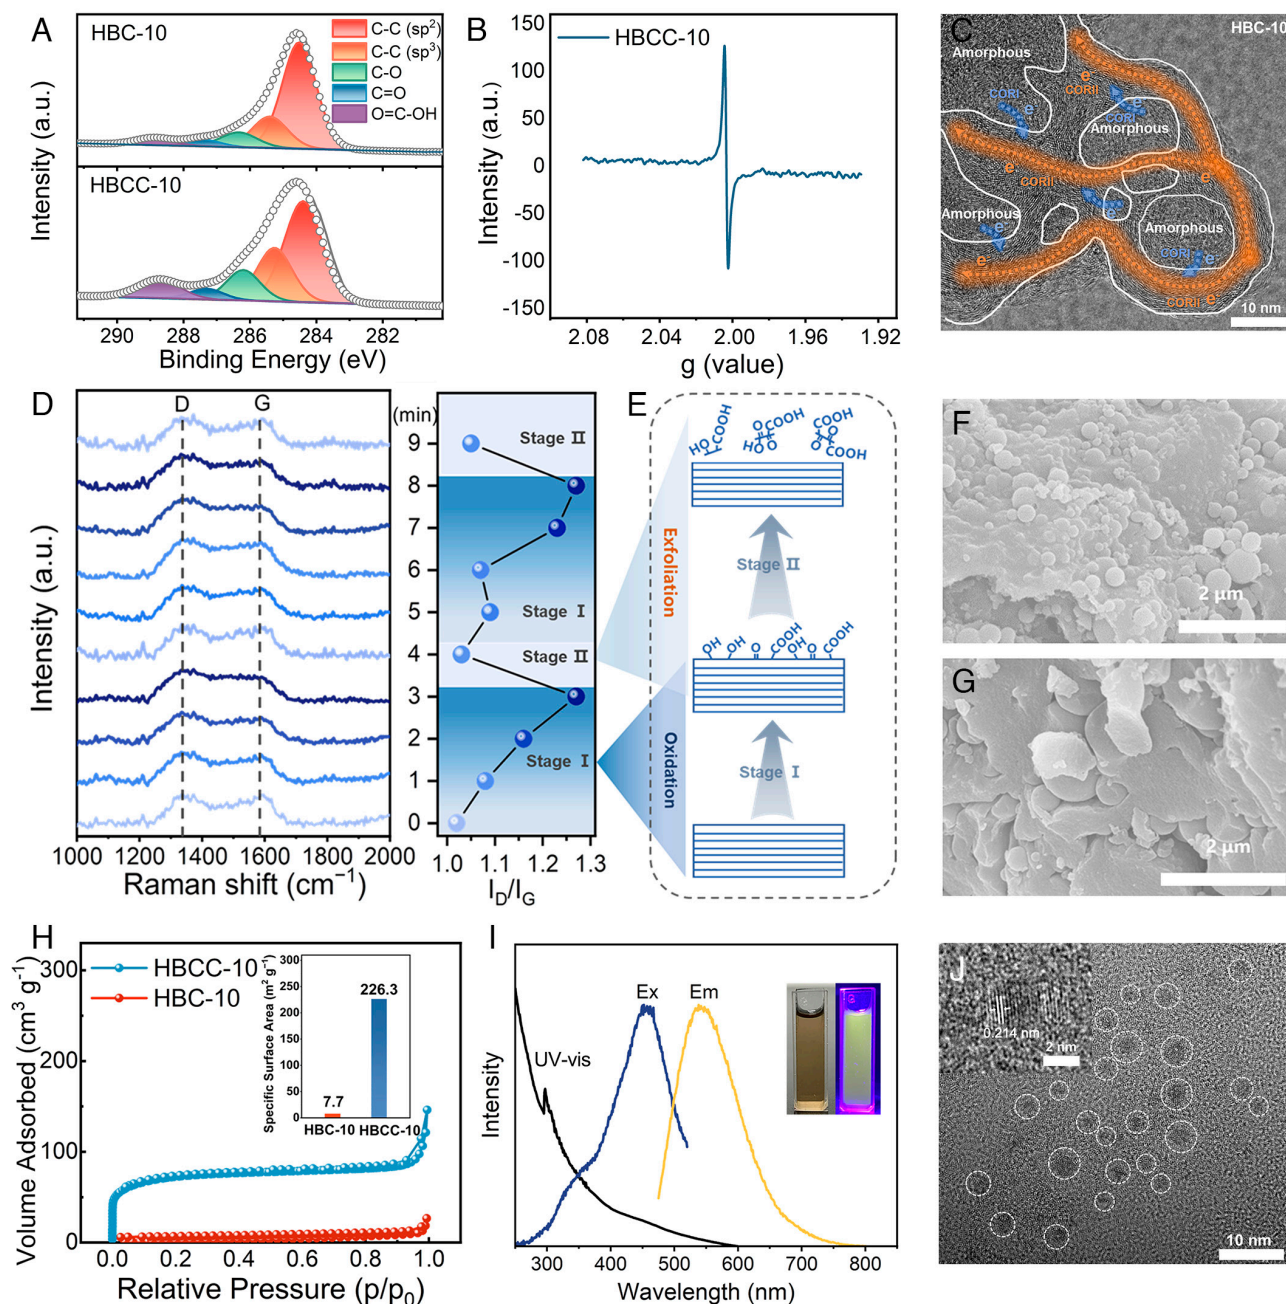 A
HBC-10
C-C (sp²)
C-C (sp³)
C-O
C=O
O=C-OH
HBCC-10
Intensity (a.u.)
290 288 286 284 282
Binding Energy (eV)
B
HBCC-10
150
100
50
0
-50
-100
-150
Intensity (a.u.)
2.08 2.04 2.00 1.96 1.92
g (value)
C
HBC-10
Amorphous
e
CORII
CORI
e
e
CORI
Amorphous
e
CORII
e
e
Amorphous
e
Amorphous
CORI
e
e
CORII
e
10 nm
D
D G
Intensity (a.u.)
1000 1200 1400 1600 1800 2000
Raman shift (cm⁻¹)
(min)
9
8
7
6
5
4
3
2
1
0
Stage II
Stage I
Stage II
Stage I
1.0 1.1 1.2 1.3
I_D/I_G
E
Exfoliation
Oxidation
HO
COOH
HO
O
O
O
COOH
O
O
COOH
COOH
Stage II
OH
OH
O
COOH
OH
O
COOH
Stage I
F
2 μm
G
2 μm
H
HBCC-10
HBC-10
Volume Adsorbed (cm³ g⁻¹)
300
200
100
0
0.0 0.2 0.4 0.6 0.8 1.0
Relative Pressure (p/p₀)
Specific Surface Area (m² g⁻¹)
300
250
200
150
100
50
0
7.7
226.3
HBC-10 HBCC-10
I
Ex Em
UV-vis
Intensity
300 400 500 600 700 800
Wavelength (nm)
J
0.214 nm
2 nm
10 nm